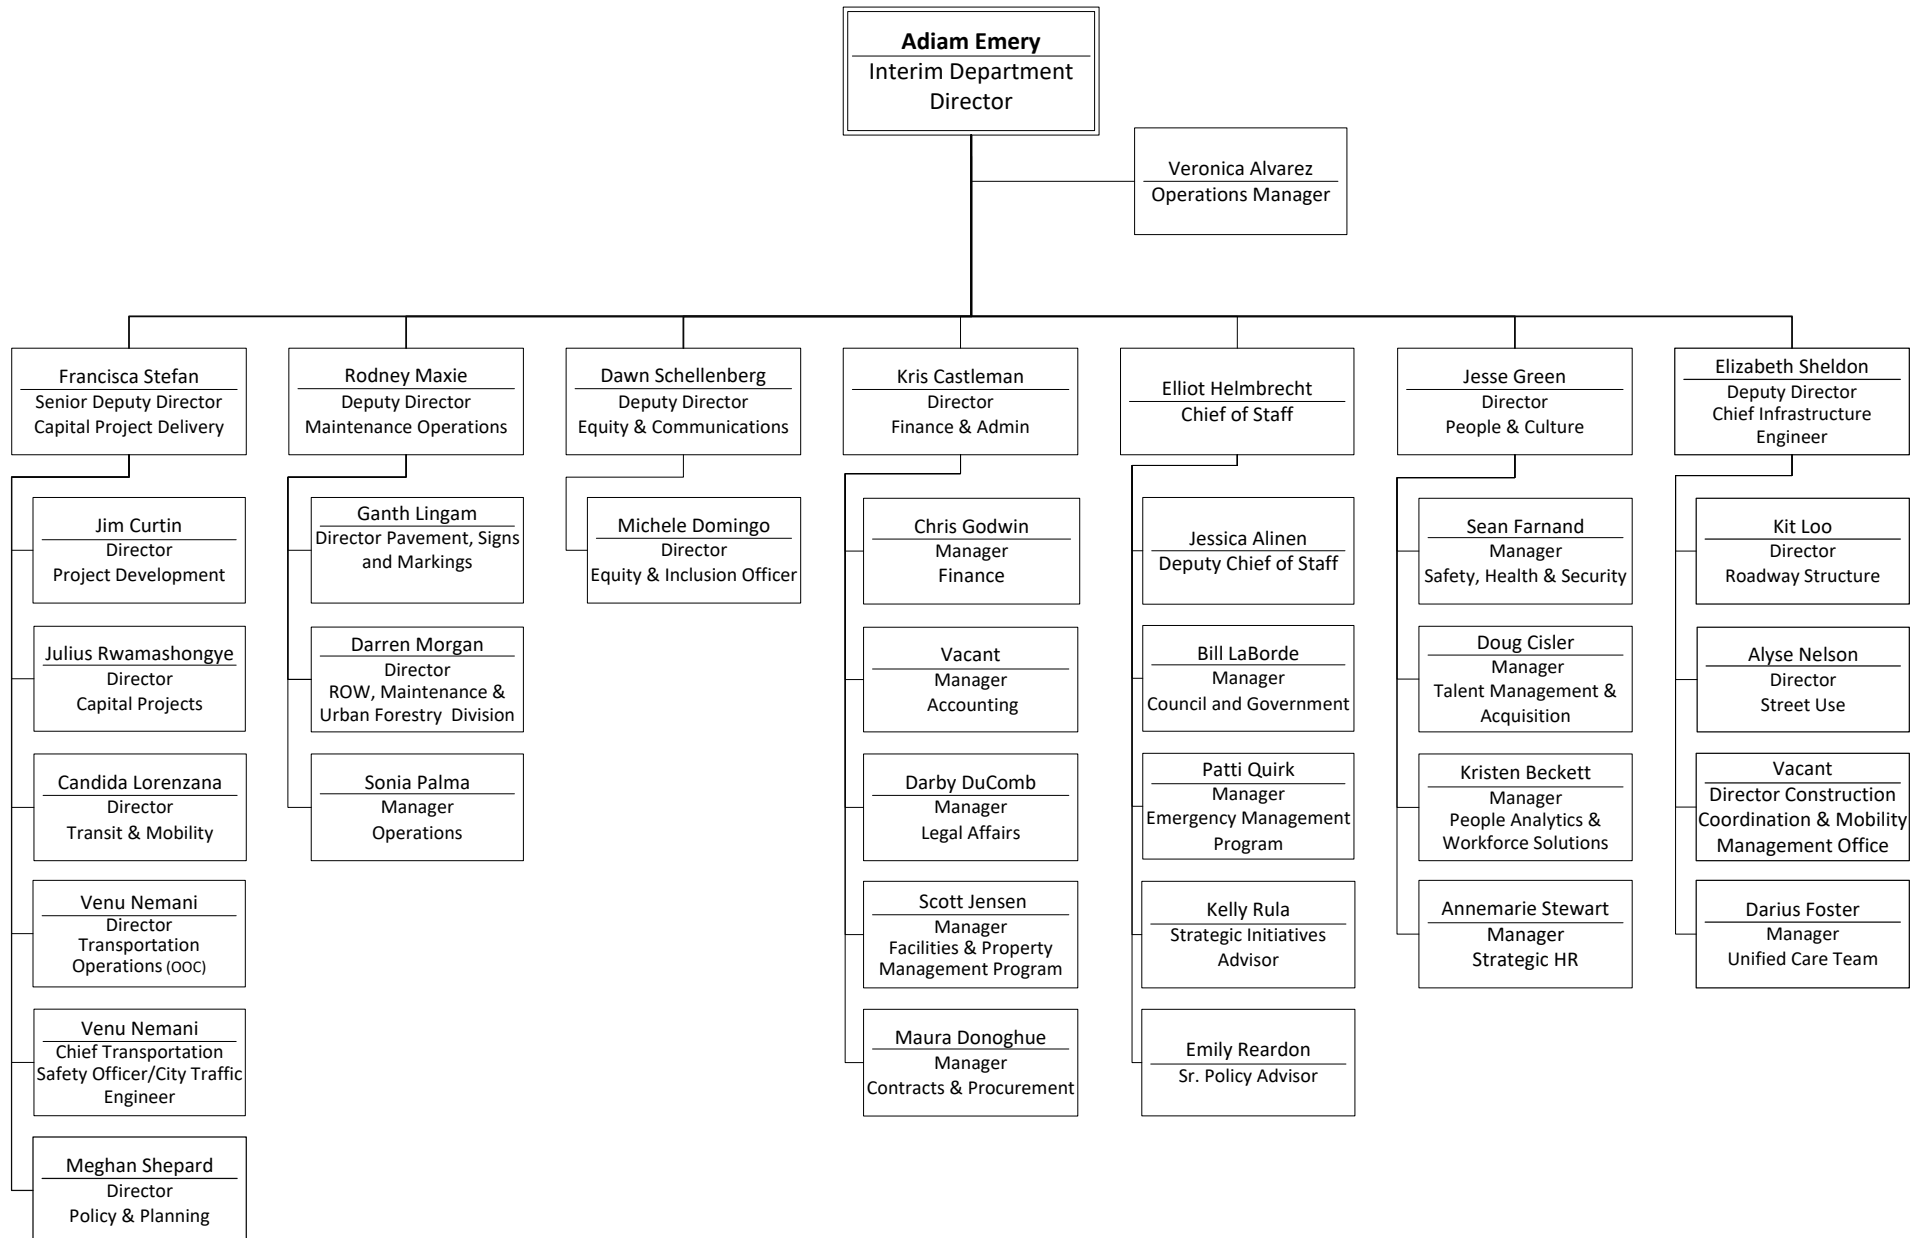 Adiam Emery
Interim Department
Director
Veronica Alvarez
Operations Manager
Francisca Stefan
Senior Deputy Director
Capital Project Delivery
Jim Curtin
Director
Project Development
Julius Rwamashongye
Director
Capital Projects
Candida Lorenzana
Director
Transit & Mobility
Venu Nemani
Director
Transportation
Operations (OOC)
Venu Nemani
Chief Transportation
Safety Officer/City Traffic
Engineer
Meghan Shepard
Director
Policy & Planning
Rodney Maxie
Deputy Director
Maintenance Operations
Ganth Lingam
Director Pavement, Signs
and Markings
Darren Morgan
Director
ROW, Maintenance &
Urban Forestry Division
Sonia Palma
Manager
Operations
Dawn Schellenberg
Deputy Director
Equity & Communications
Michele Domingo
Director
Equity & Inclusion Officer
Kris Castleman
Director
Finance & Admin
Chris Godwin
Manager
Finance
Vacant
Manager
Accounting
Darby DuComb
Manager
Legal Affairs
Scott Jensen
Manager
Facilities & Property
Management Program
Maura Donoghue
Manager
Contracts & Procurement
Elliot Helmbrecht
Chief of Staff
Jessica Alinen
Deputy Chief of Staff
Bill LaBorde
Manager
Council and Government
Patti Quirk
Manager
Emergency Management
Program
Kelly Rula
Strategic Initiatives
Advisor
Emily Reardon
Sr. Policy Advisor
Jesse Green
Director
People & Culture
Sean Farnand
Manager
Safety, Health & Security
Doug Cisler
Manager
Talent Management &
Acquisition
Kristen Beckett
Manager
People Analytics &
Workforce Solutions
Annemarie Stewart
Manager
Strategic HR
Elizabeth Sheldon
Deputy Director
Chief Infrastructure
Engineer
Kit Loo
Director
Roadway Structure
Alyse Nelson
Director
Street Use
Vacant
Director Construction
Coordination & Mobility
Management Office
Darius Foster
Manager
Unified Care Team